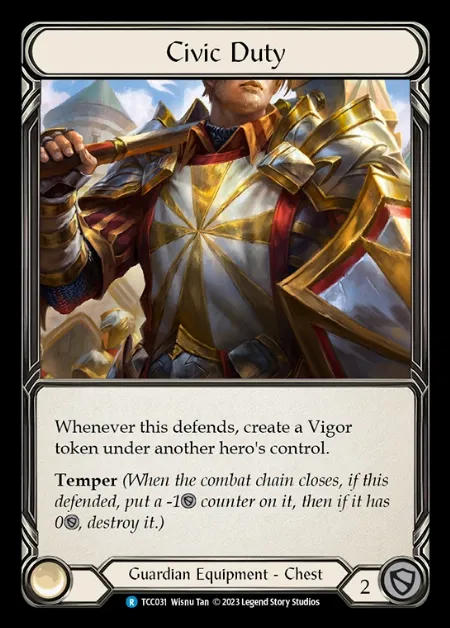 Civic Duty
Whenever this defends, create a Vigor
token under another hero's control.
Temper (When the combat chain closes, if this
defended, put a -1 counter on it, then if it has
0, destroy it.)
Guardian Equipment - Chest
2
R TCC031 Wisnu Tan © 2023 Legend Story Studios